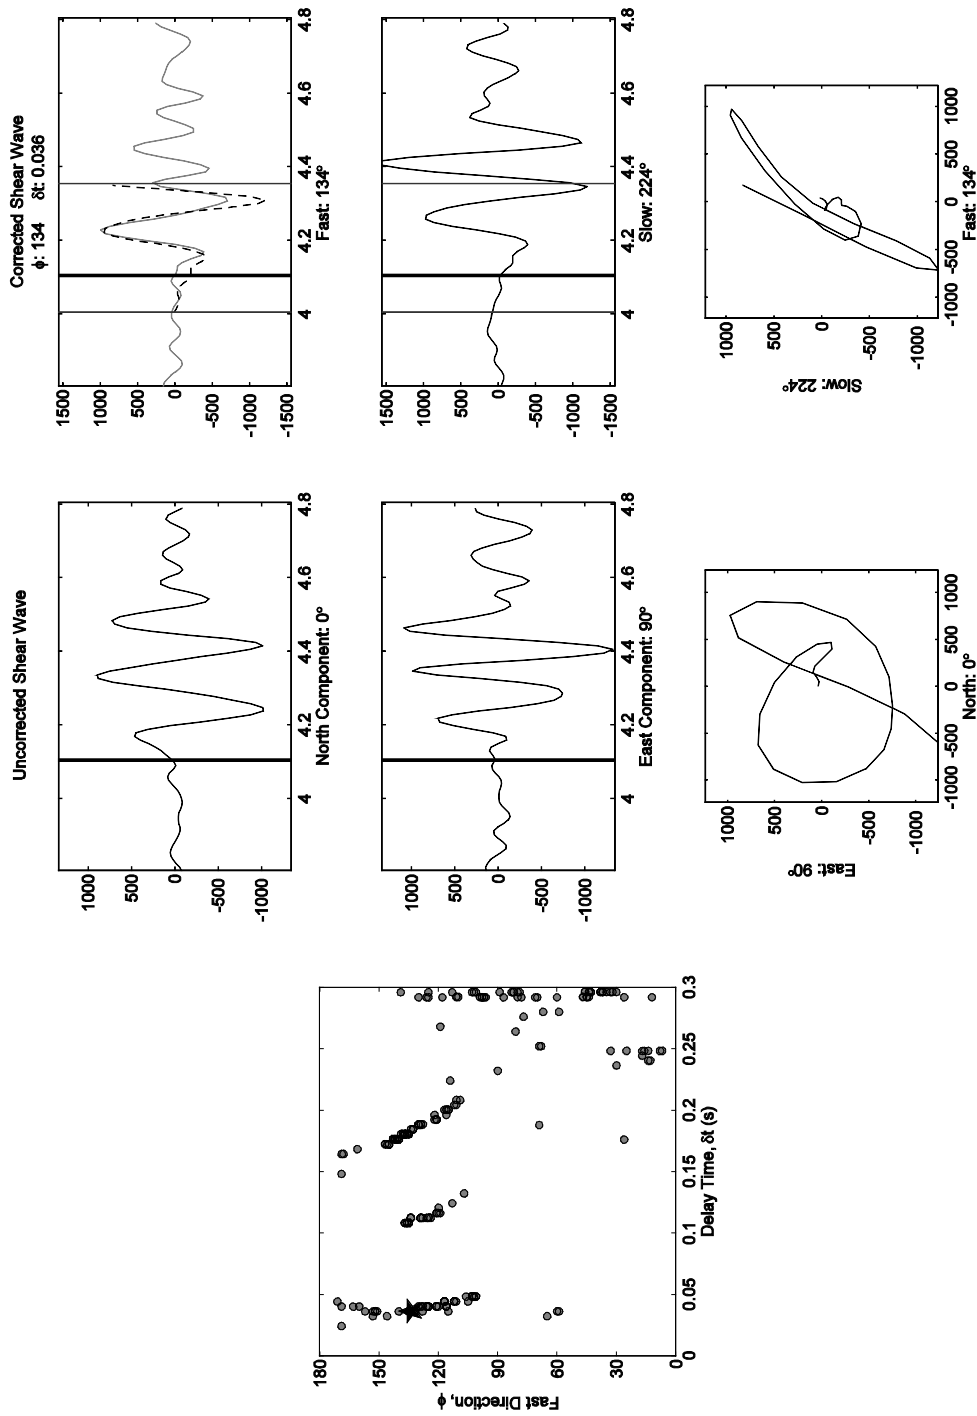 Uncorrected Shear Wave
1000
500
0
-500
-1000
4 4.2 4.4 4.6 4.8
North Component: 0°
1000
500
0
-500
-1000
4 4.2 4.4 4.6 4.8
East Component: 90°
1000
500
0
-500
-1000
East: 90°
-1000 -500 0 500 1000
North: 0°
Corrected Shear Wave
ϕ: 134 δt: 0.036
1500
1000
500
0
-500
-1000
-1500
4 4.2 4.4 4.6 4.8
Fast: 134°
1500
1000
500
0
-500
-1000
-1500
4 4.2 4.4 4.6 4.8
Slow: 224°
1000
500
0
-500
-1000
Slow: 224°
-1000 -500 0 500 1000
Fast: 134°
180
150
120
90
60
30
0
Fast Direction, ϕ
0 0.05 0.1 0.15 0.2 0.25 0.3
Delay Time, δt (s)